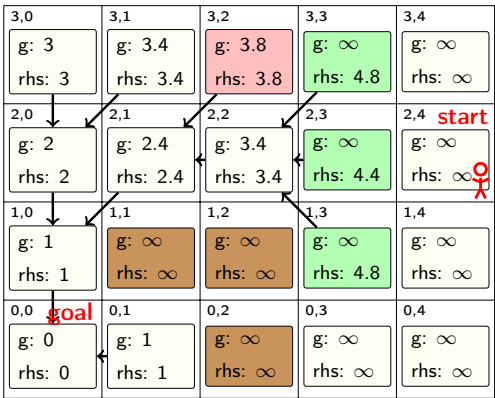 3,0 3,1 3,2 3,3 3,4
g: 3 g: 3.4 g: 3.8 g: ∞ g: ∞
rhs: 3 rhs: 3.4 rhs: 3.8 rhs: 4.8 rhs: ∞
2,0 2,1 2,2 2,3 2,4 start
g: 2 g: 2.4 g: 3.4 g: ∞ g: ∞
rhs: 2 rhs: 2.4 rhs: 3.4 rhs: 4.4 rhs: ∞
1,0 1,1 1,2 1,3 1,4
g: 1 g: ∞ g: ∞ g: ∞ g: ∞
rhs: 1 rhs: ∞ rhs: ∞ rhs: 4.8 rhs: ∞
0,0 goal 0,1 0,2 0,3 0,4
g: 0 g: 1 g: ∞ g: ∞ g: ∞
rhs: 0 rhs: 1 rhs: ∞ rhs: ∞ rhs: ∞